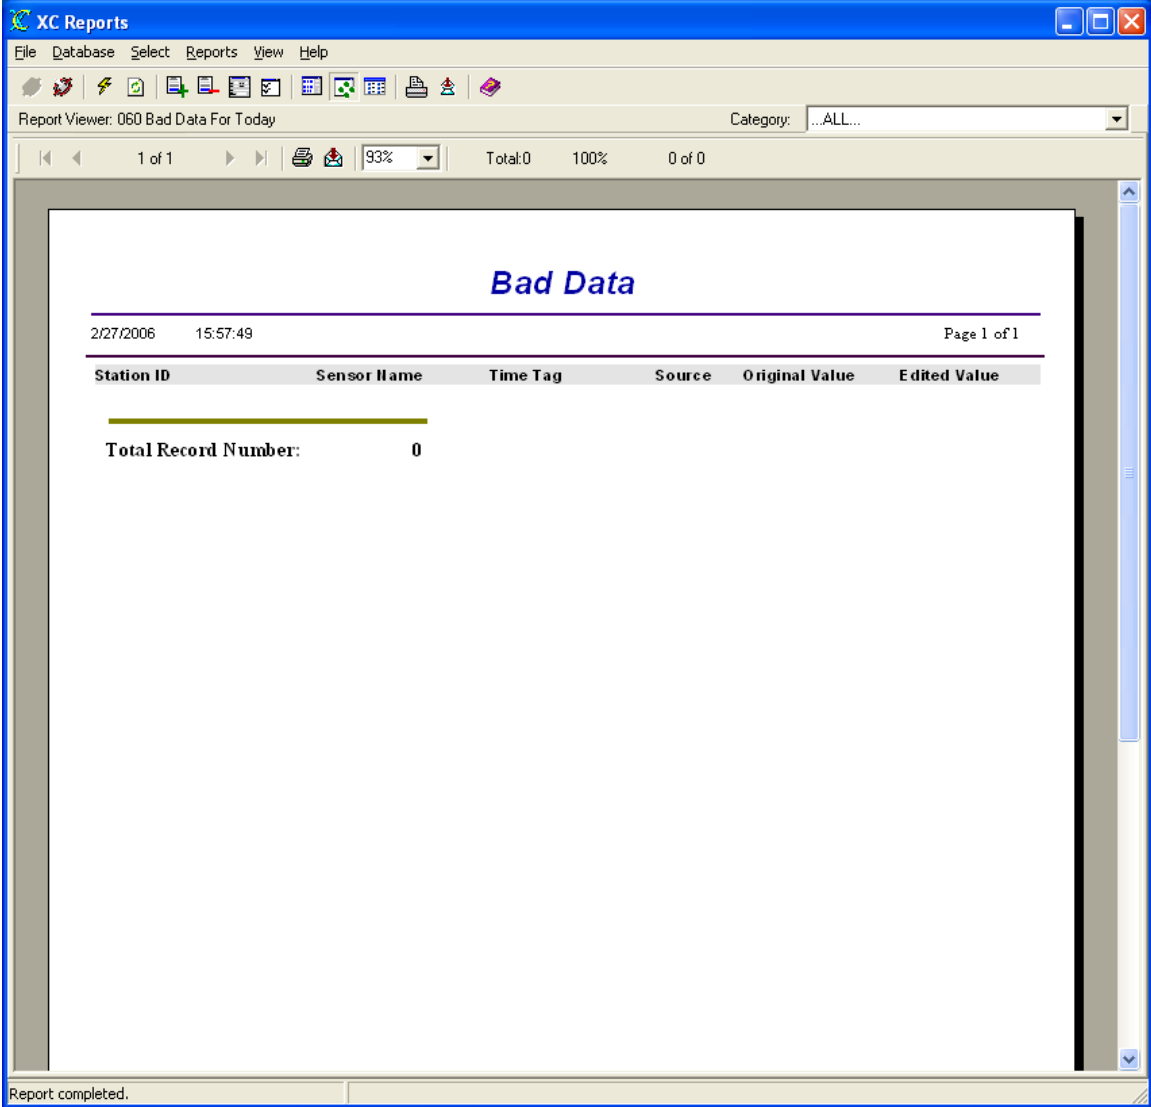 XC Reports
File Database Select Reports View Help
Report Viewer: 060 Bad Data For Today Category: ...ALL...
1 of 1 93% Total:0 100% 0 of 0
Bad Data
2/27/2006 15:57:49 Page 1 of 1
Station ID Sensor Name Time Tag Source Original Value Edited Value
Total Record Number: 0
Report completed.